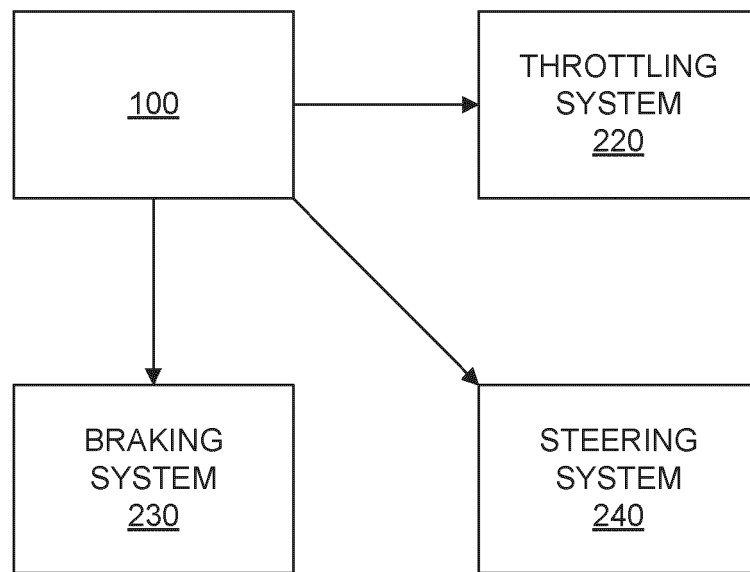 100
THROTTLING
SYSTEM
220
BRAKING
SYSTEM
230
STEERING
SYSTEM
240